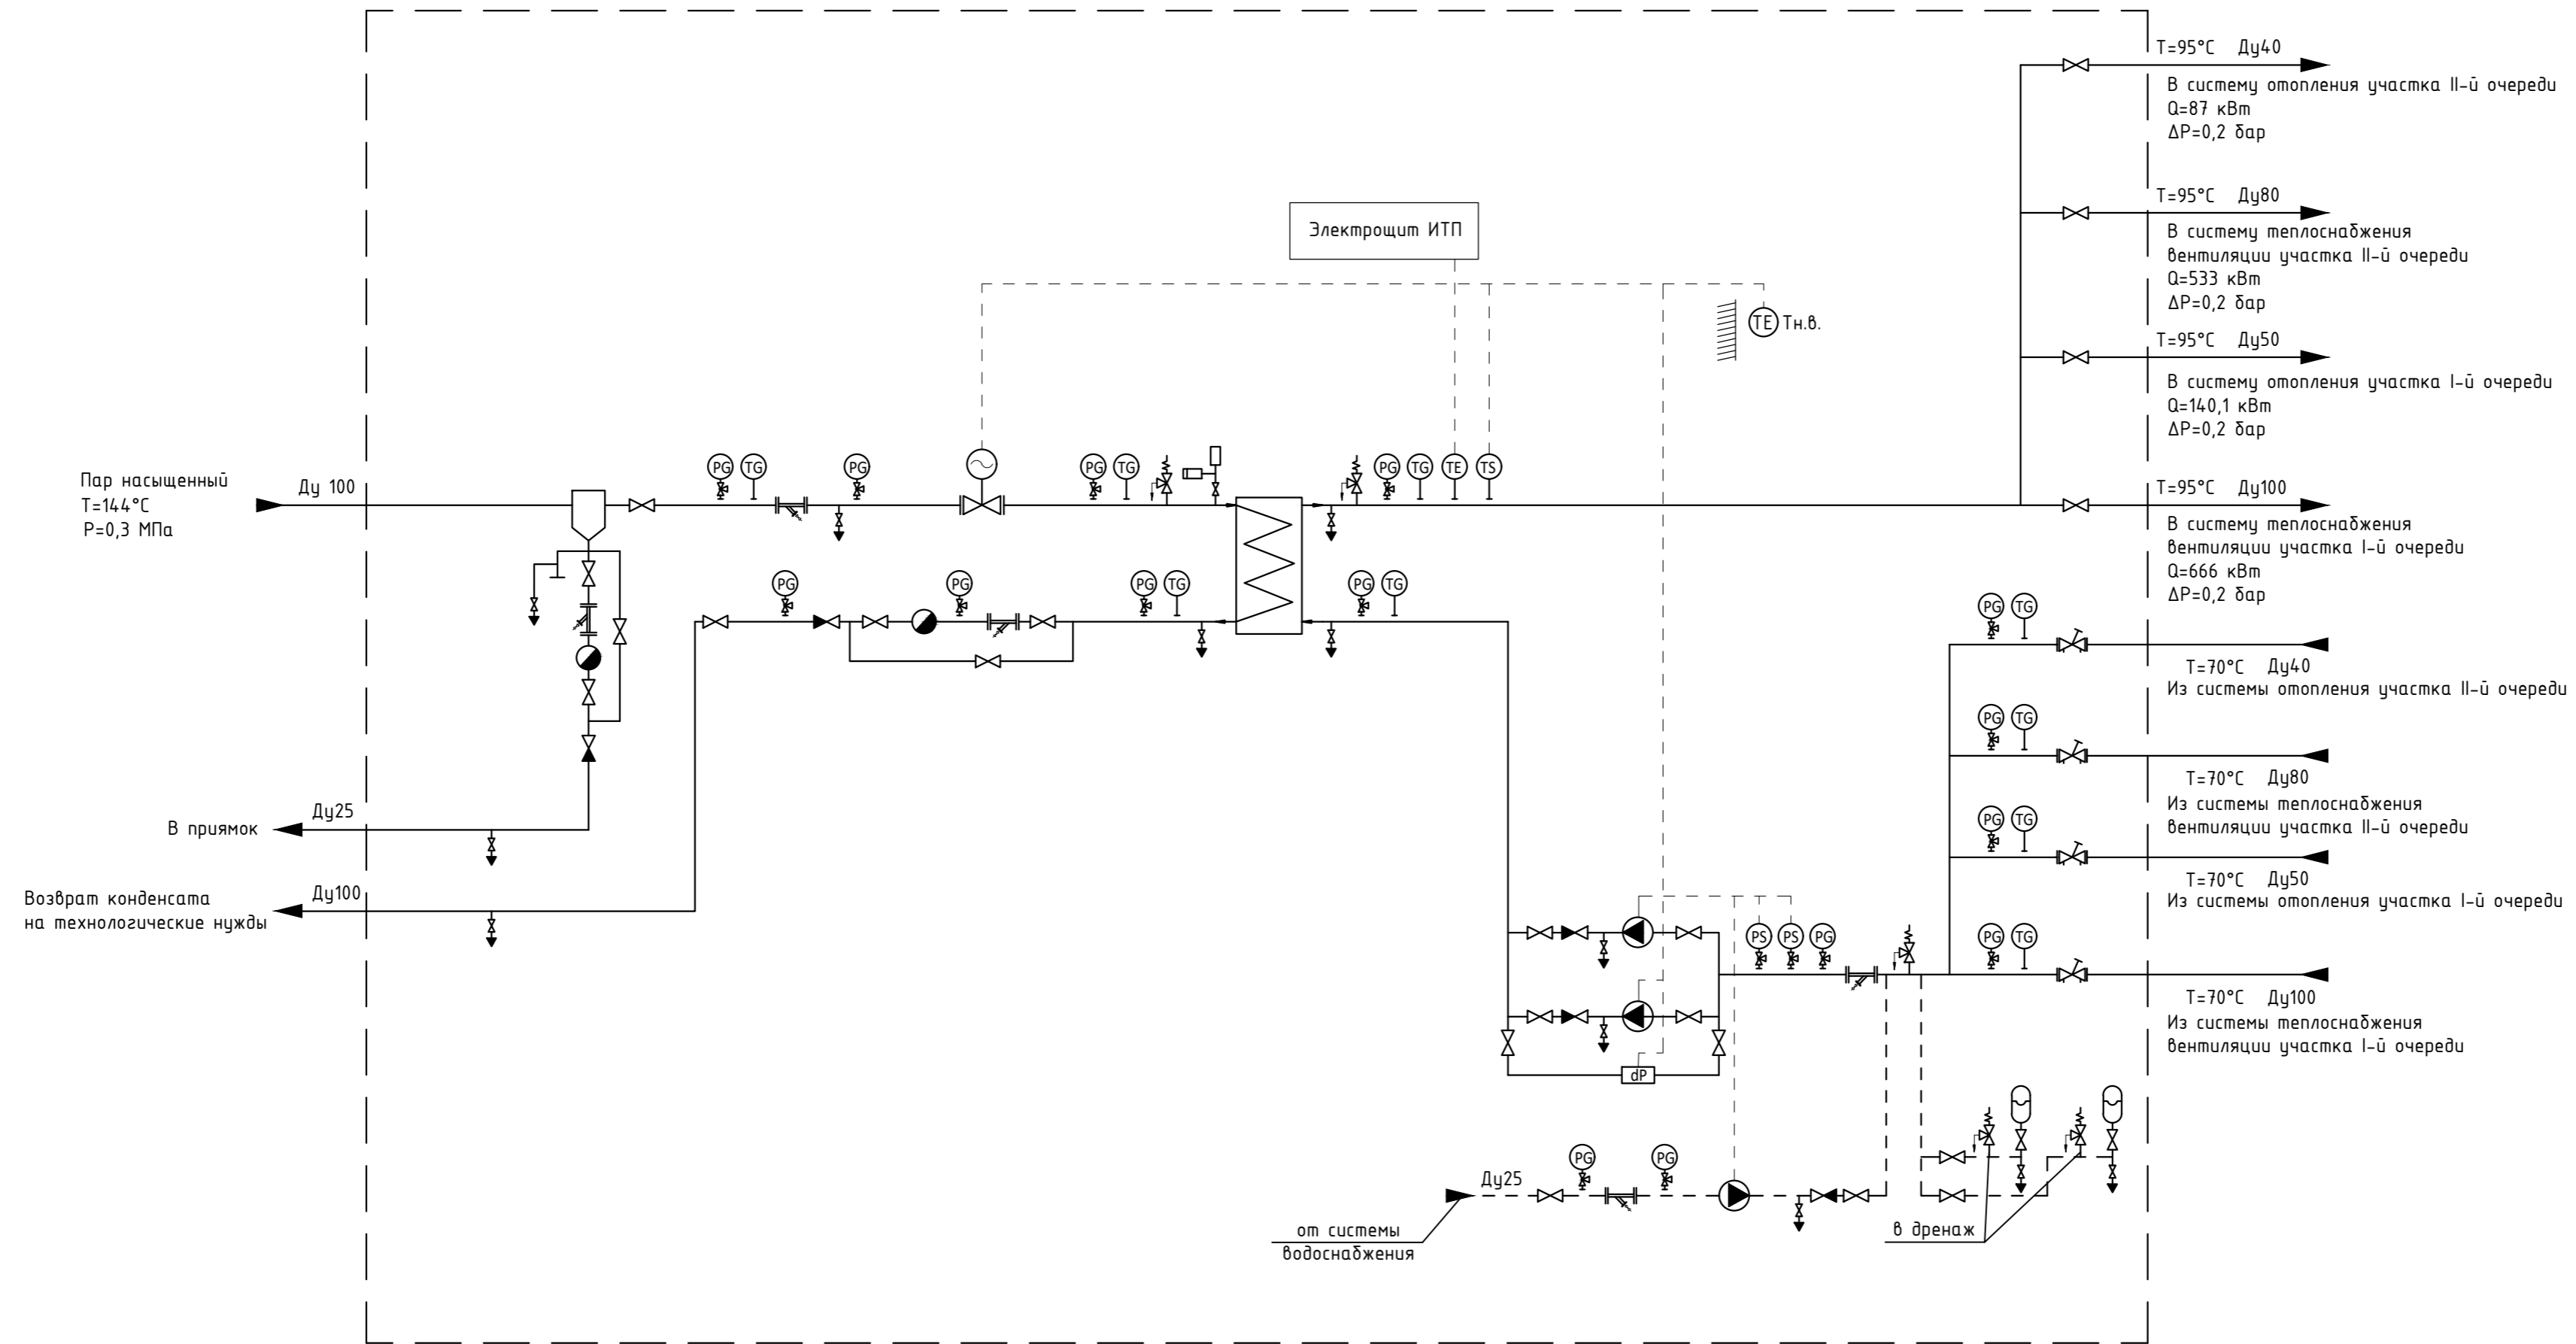 T=95°C Ду40
В систему отопления участка II-й очереди
Q=87 кВт
ΔP=0,2 бар
T=95°C Ду80
В систему теплоснабжения
вентиляции участка II-й очереди
Q=533 кВт
ΔP=0,2 бар
Электрощит ИТП
TE Тн.в.
T=95°C Ду50
В систему отопления участка I-й очереди
Q=140,1 кВт
ΔP=0,2 бар
Пар насыщенный
T=144°C
P=0,3 МПа
Ду 100
PG TG PG PG TG PG TG TE TS
T=95°C Ду100
В систему теплоснабжения
вентиляции участка I-й очереди
Q=666 кВт
ΔP=0,2 бар
PG PG PG TG PG TG
PG TG
T=70°C Ду40
Из системы отопления участка II-й очереди
PG TG
T=70°C Ду80
Из системы теплоснабжения
вентиляции участка II-й очереди
Ду25
В приямок
PG TG
T=70°C Ду50
Из системы отопления участка I-й очереди
Ду100
Возврат конденсата
на технологические нужды
PS PS PG PG TG
T=70°C Ду100
Из системы теплоснабжения
вентиляции участка I-й очереди
dP
Ду25
PG PG
от системы
водоснабжения
в дренаж